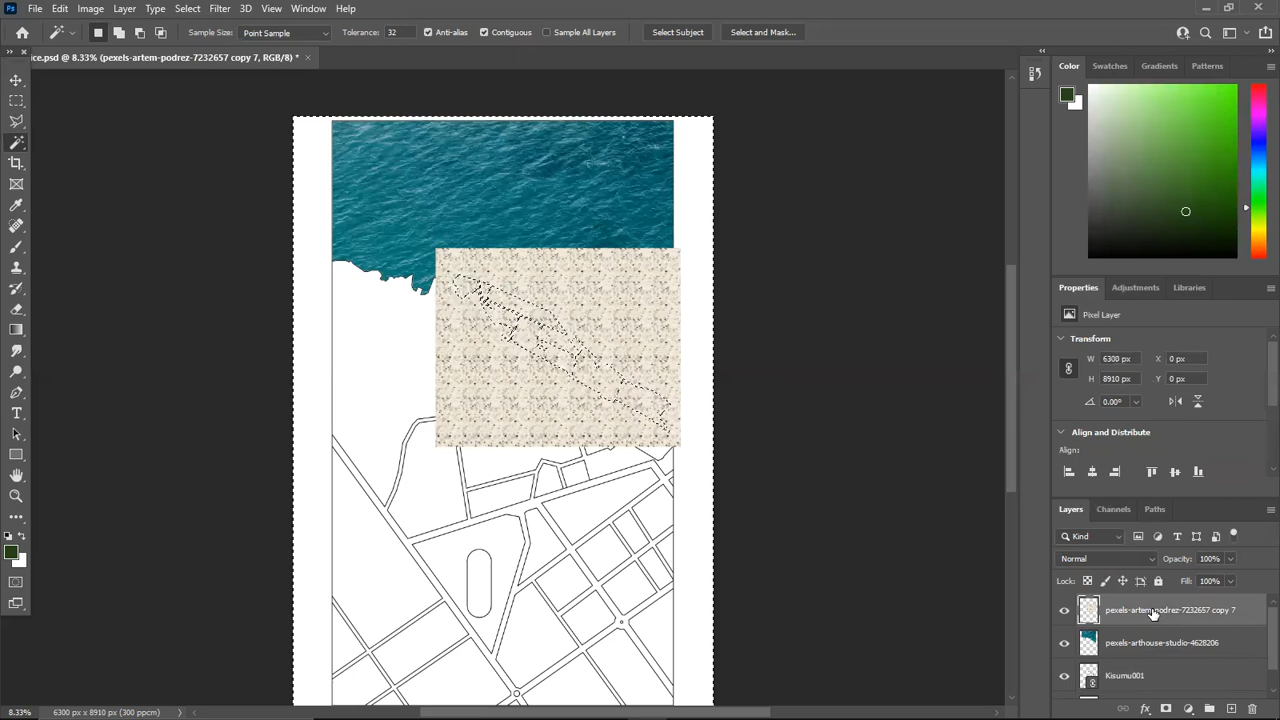 Ps File Edit Image Layer Type Select Filter 3D View Window Help
Sample Size: Point Sample Tolerance: 32 Anti-alias Contiguous Sample All Layers Select Subject Select and Mask...
ice.psd @ 8.33% (pexels-artem-podrez-7232657 copy 7, RGB/8) *
Color Swatches Gradients Patterns
Properties Adjustments Libraries
Pixel Layer
Transform
W 6300 px X 0 px
H 8910 px Y 0 px
0.00°
Align and Distribute
Align:
Layers Channels Paths
Kind
Normal Opacity: 100%
Lock: Fill: 100%
pexels-artem-podrez-7232657 copy 7
pexels-arthouse-studio-4628206
Kisumu001
8.33% 6300 px x 8910 px (300 ppcm)